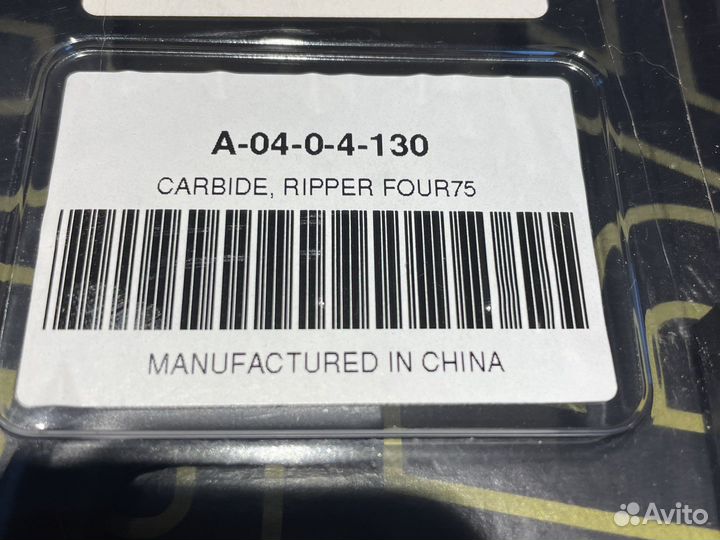 A-04-0-4-130
CARBIDE, RIPPER FOUR75
MANUFACTURED IN CHINA
Avito